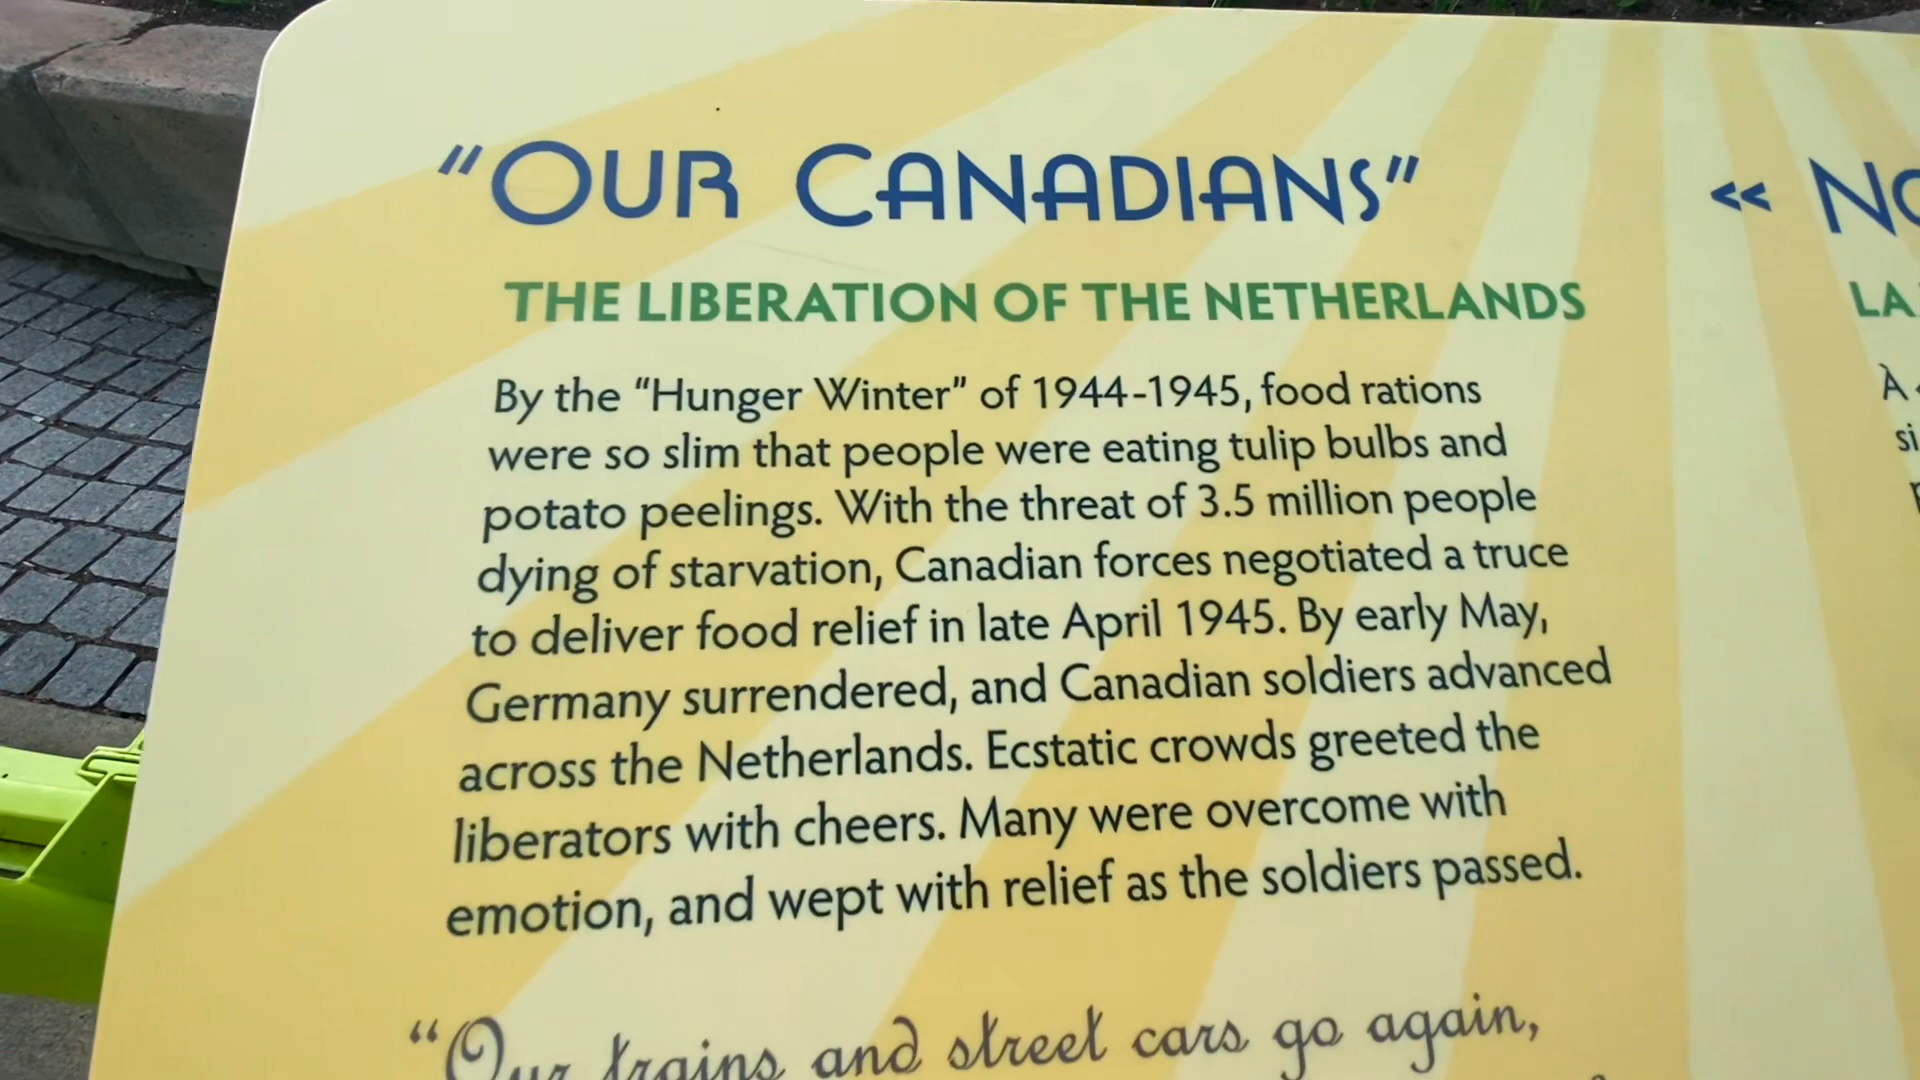 “OUR CANADIANS”
THE LIBERATION OF THE NETHERLANDS
By the “Hunger Winter” of 1944-1945, food rations
were so slim that people were eating tulip bulbs and
potato peelings. With the threat of 3.5 million people
dying of starvation, Canadian forces negotiated a truce
to deliver food relief in late April 1945. By early May,
Germany surrendered, and Canadian soldiers advanced
across the Netherlands. Ecstatic crowds greeted the
liberators with cheers. Many were overcome with
emotion, and wept with relief as the soldiers passed.
“Our trains and street cars go again,
«
LA
À
si